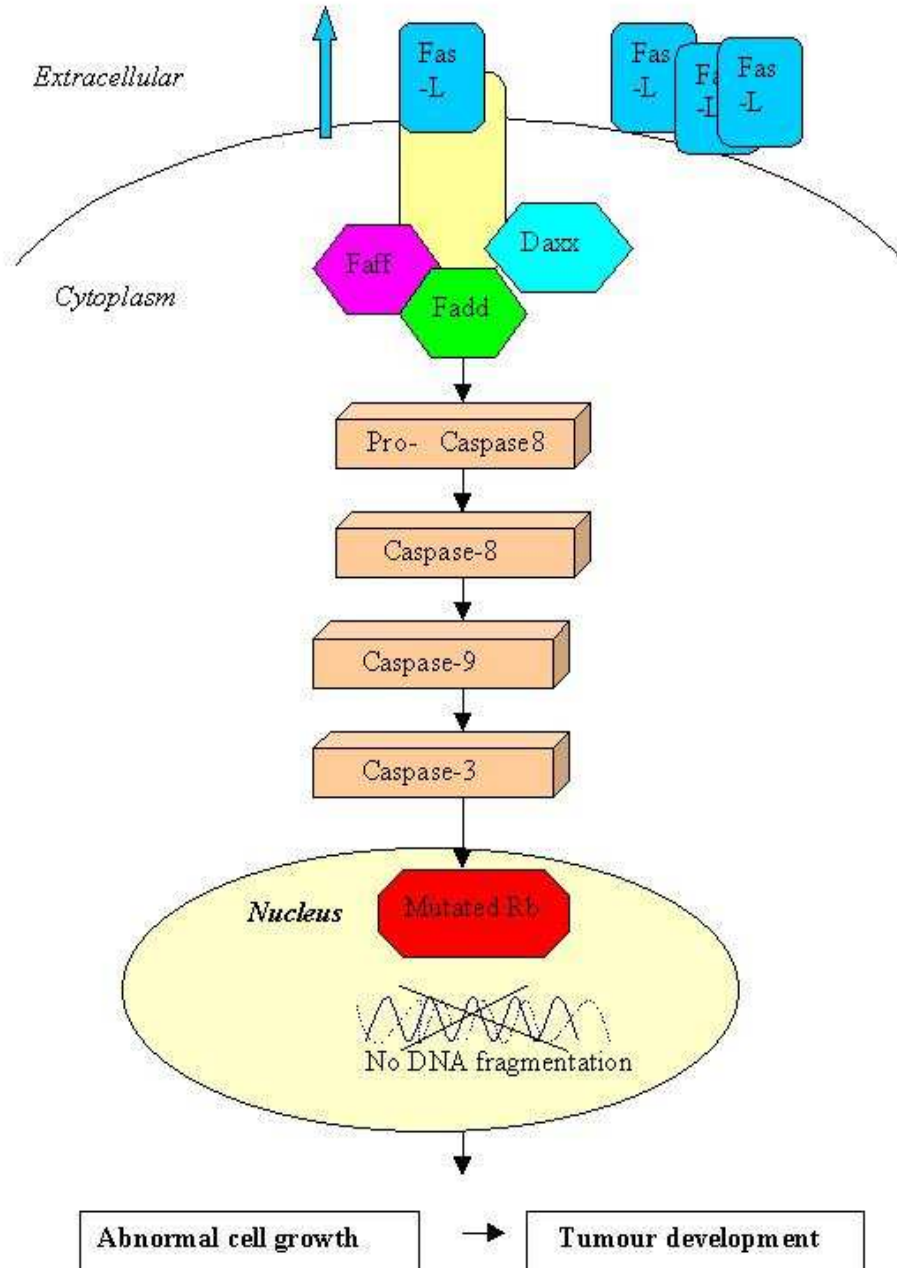 Extracellular
Fas
-L
Fas
-L
Fas
-L
Daxx
Faff
Fadd
Cytoplasm
Pro- Caspase8
Caspase-8
Caspase-9
Caspase-3
Nucleus
Mutated Rb
No DNA fragmentation
Abnormal cell growth
Tumour development